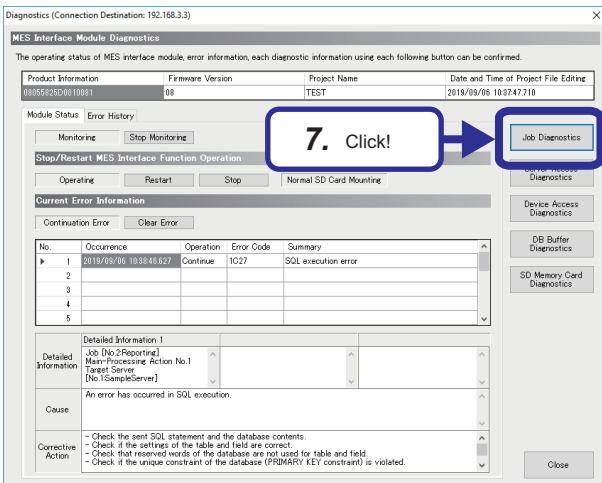 Diagnostics (Connection Destination: 192.168.3.3)
MES Interface Module Diagnostics
The operating status of MES interface module, error information, each diagnostic information using each following button can be confirmed.
Product Information Firmware Version Project Name Date and Time of Project File Editing
08055825D0010081 08 TEST 2019/09/06 10:37:47.710
Module Status Error History
Monitoring Stop Monitoring
7. Click!
Job Diagnostics
Stop/Restart MES Interface Function Operation
Server Access
Diagnostics
Operating Restart Stop Normal SD Card Mounting
Current Error Information
Device Access
Diagnostics
Continuation Error Clear Error
DB Buffer
Diagnostics
No. Occurrence Operation Error Code Summary
1 2019/09/06 10:38:46.627 Continue 1C27 SQL execution error
2
3
4
5
SD Memory Card
Diagnostics
Detailed Information 1
Detailed
Information
Job [No.2:Reporting]
Main-Processing Action No.1
Target Server
[No.1:SampleServer]
Cause
An error has occurred in SQL execution.
Corrective
Action
- Check the sent SQL statement and the database contents.
- Check if the settings of the table and field are correct.
- Check that reserved words of the database are not used for table and field.
- Check if the unique constraint of the database (PRIMARY KEY constraint) is violated.
Close